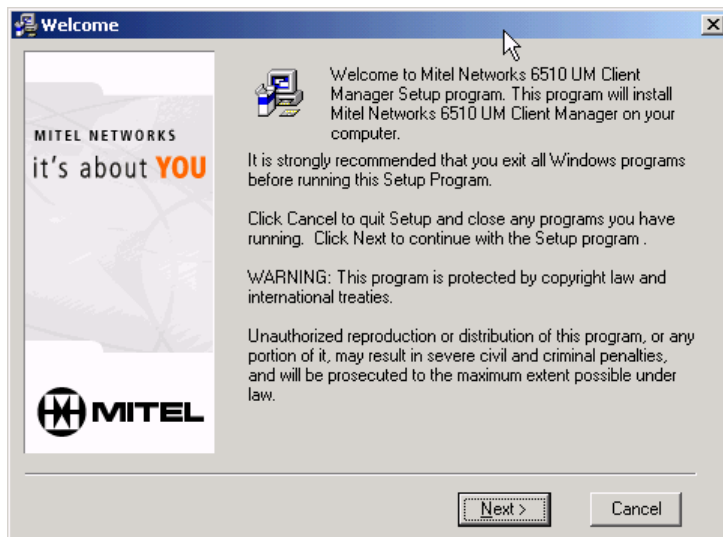 Welcome
MITEL NETWORKS
it's about YOU
MITEL
Welcome to Mitel Networks 6510 UM Client
Manager Setup program. This program will install
Mitel Networks 6510 UM Client Manager on your
computer.
It is strongly recommended that you exit all Windows programs
before running this Setup Program.
Click Cancel to quit Setup and close any programs you have
running. Click Next to continue with the Setup program .
WARNING: This program is protected by copyright law and
international treaties.
Unauthorized reproduction or distribution of this program, or any
portion of it, may result in severe civil and criminal penalties,
and will be prosecuted to the maximum extent possible under
law.
Next >
Cancel